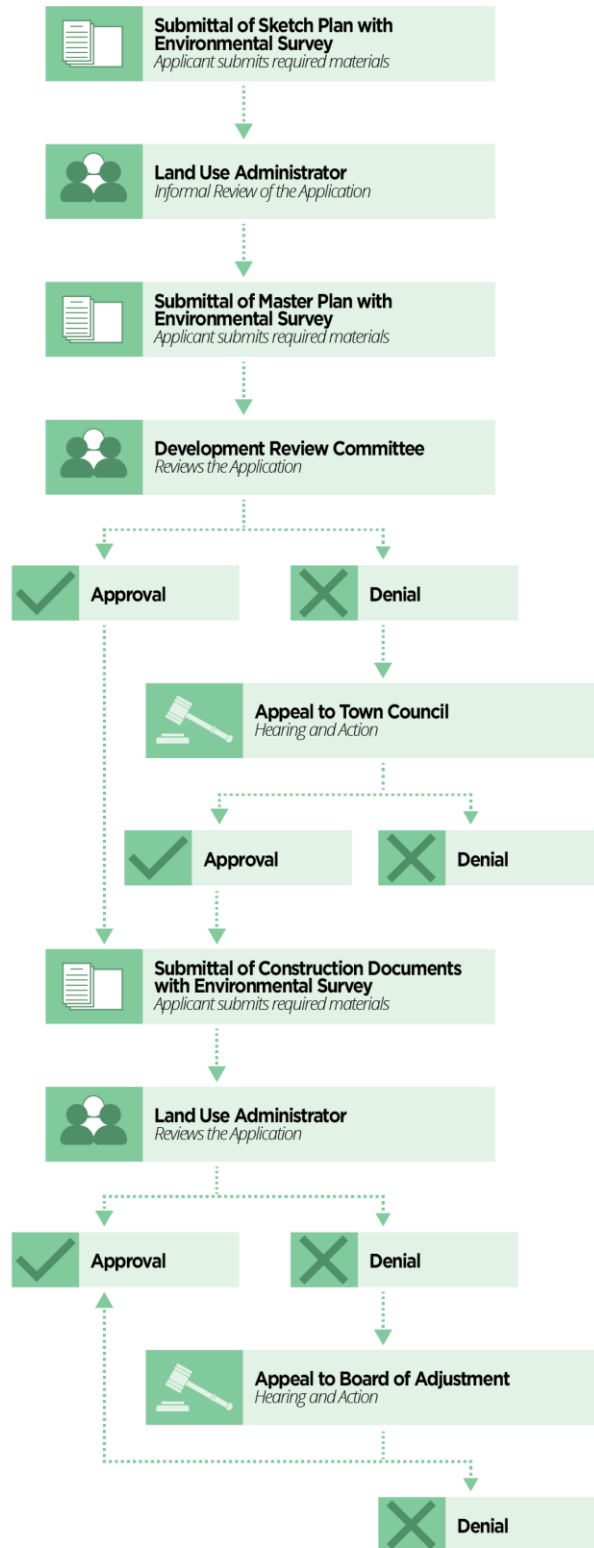 Submittal of Sketch Plan with
Environmental Survey
Applicant submits required materials
Land Use Administrator
Informal Review of the Application
Submittal of Master Plan with
Environmental Survey
Applicant submits required materials
Development Review Committee
Reviews the Application
Approval
Denial
Appeal to Town Council
Hearing and Action
Approval
Denial
Submittal of Construction Documents
with Environmental Survey
Applicant submits required materials
Land Use Administrator
Reviews the Application
Approval
Denial
Appeal to Board of Adjustment
Hearing and Action
Denial